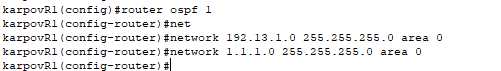 karpovR1(config)#router ospf 1
karpovR1(config-router)#net
karpovR1(config-router)#network 192.13.1.0 255.255.255.0 area 0
karpovR1(config-router)#network 1.1.1.0 255.255.255.0 area 0
karpovR1(config-router)#